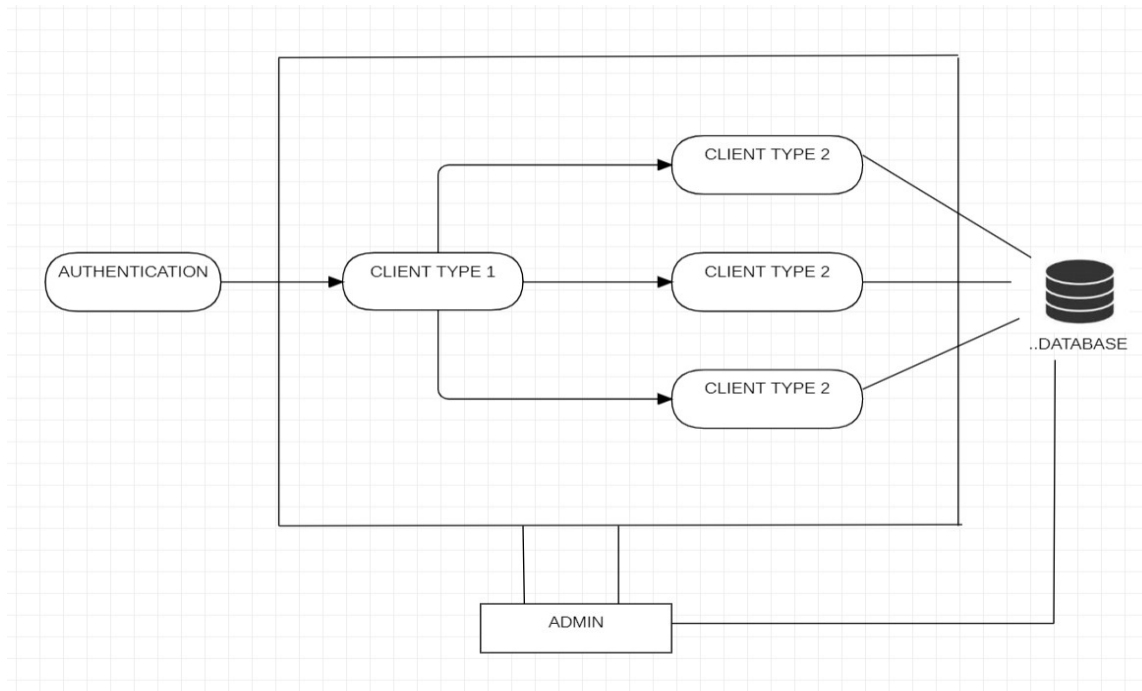 CLIENT TYPE 2
AUTHENTICATION
CLIENT TYPE 1
CLIENT TYPE 2
..DATABASE
CLIENT TYPE 2
ADMIN